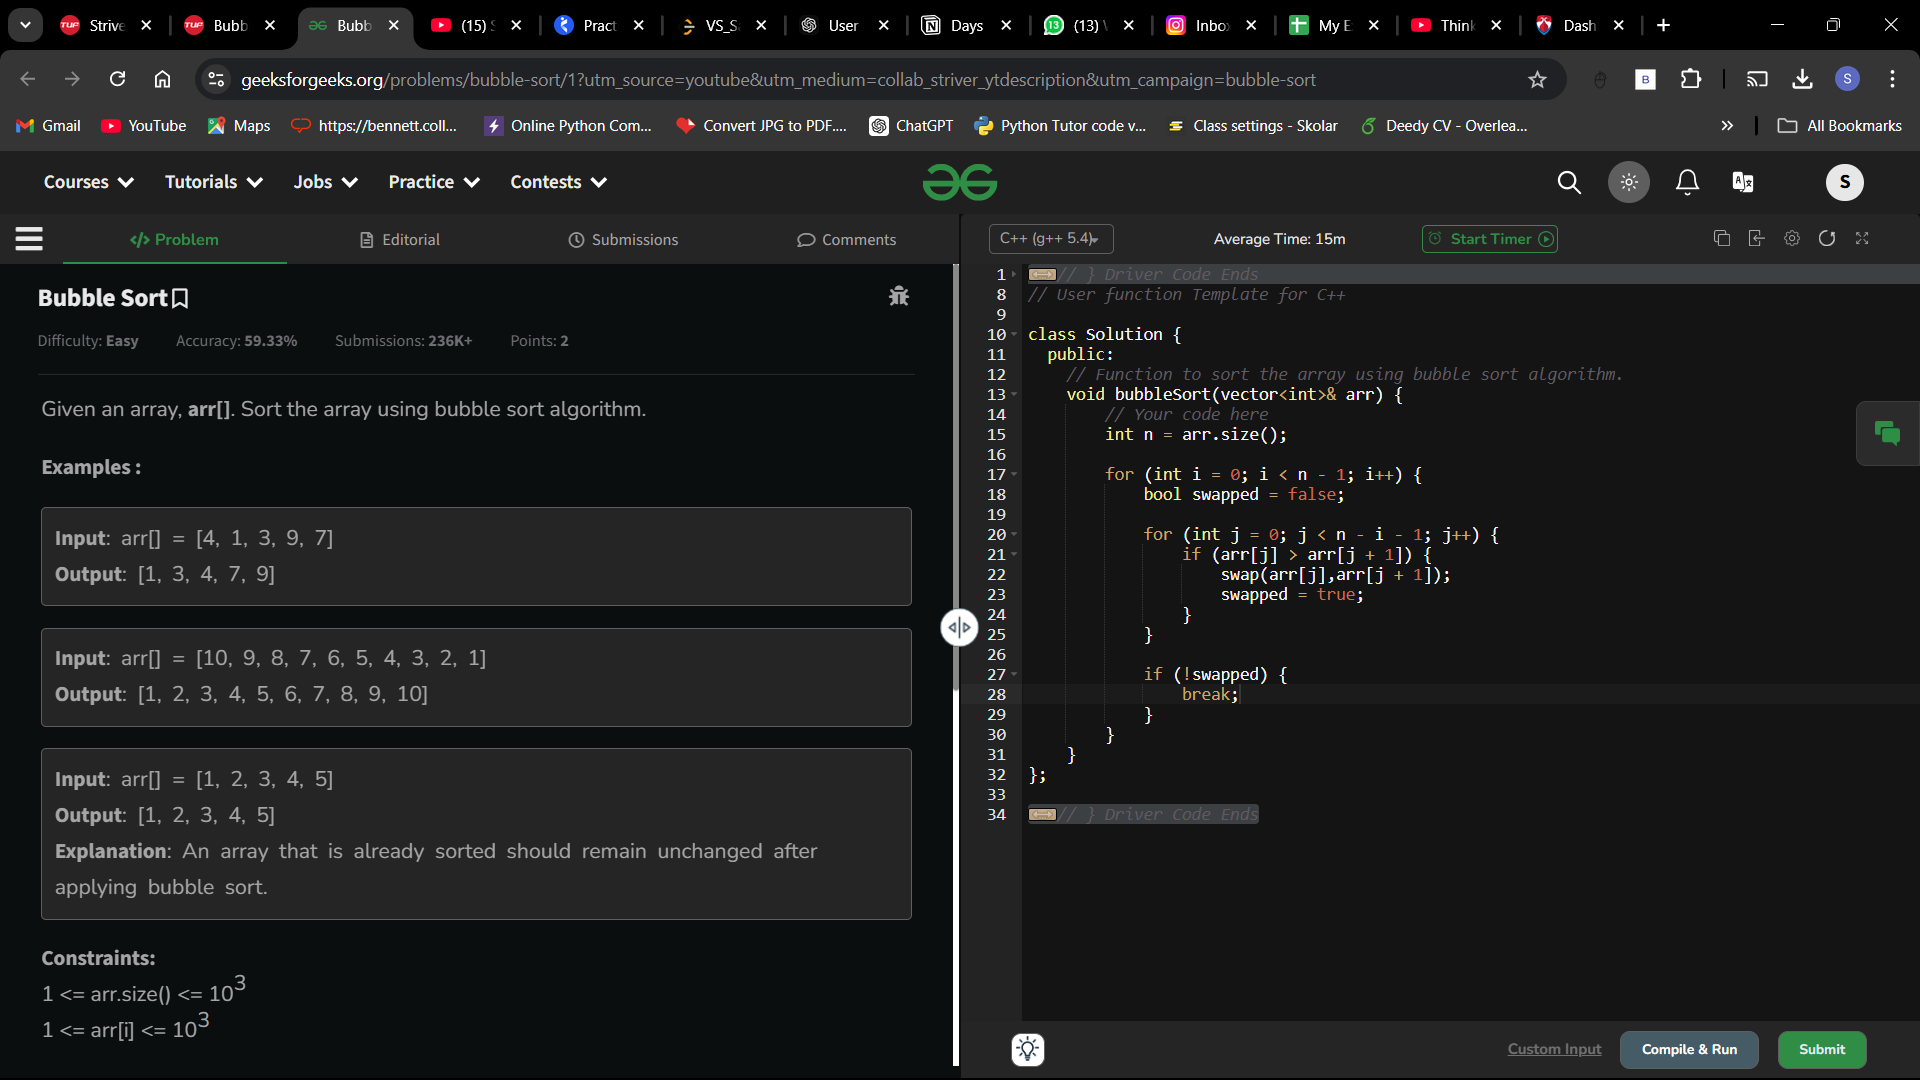 Strive
Bubb
Bubb
(15) S
Pract
VS_S
User
Days
(13)
Inbo
My E
Think
Dash
geeksforgeeks.org/problems/bubble-sort/1?utm_source=youtube&utm_medium=collab_striver_ytdescription&utm_campaign=bubble-sort
Gmail
YouTube
Maps
https://bennett.coll...
Online Python Com...
Convert JPG to PDF....
ChatGPT
Python Tutor code v...
Class settings - Skolar
Deedy CV - Overlea...
All Bookmarks
Courses
Tutorials
Jobs
Practice
Contests
S
</> Problem
Editorial
Submissions
Comments
Bubble Sort
Difficulty: Easy Accuracy: 59.33% Submissions: 236K+ Points: 2
Given an array, arr[]. Sort the array using bubble sort algorithm.
Examples :
Input: arr[] = [4, 1, 3, 9, 7]
Output: [1, 3, 4, 7, 9]
Input: arr[] = [10, 9, 8, 7, 6, 5, 4, 3, 2, 1]
Output: [1, 2, 3, 4, 5, 6, 7, 8, 9, 10]
Input: arr[] = [1, 2, 3, 4, 5]
Output: [1, 2, 3, 4, 5]
Explanation: An array that is already sorted should remain unchanged after
applying bubble sort.
Constraints:
1 <= arr.size() <= 10^3
1 <= arr[i] <= 10^3
C++ (g++ 5.4)
Average Time: 15m
Start Timer
1 // } Driver Code Ends
8 // User function Template for C++
9
10 class Solution {
11 public:
12 // Function to sort the array using bubble sort algorithm.
13 void bubbleSort(vector<int>& arr) {
14 // Your code here
15 int n = arr.size();
16
17 for (int i = 0; i < n - 1; i++) {
18 bool swapped = false;
19
20 for (int j = 0; j < n - i - 1; j++) {
21 if (arr[j] > arr[j + 1]) {
22 swap(arr[j],arr[j + 1]);
23 swapped = true;
24 }
25 }
26
27 if (!swapped) {
28 break;
29 }
30 }
31 }
32 };
33
34 // } Driver Code Ends
Custom Input
Compile & Run
Submit